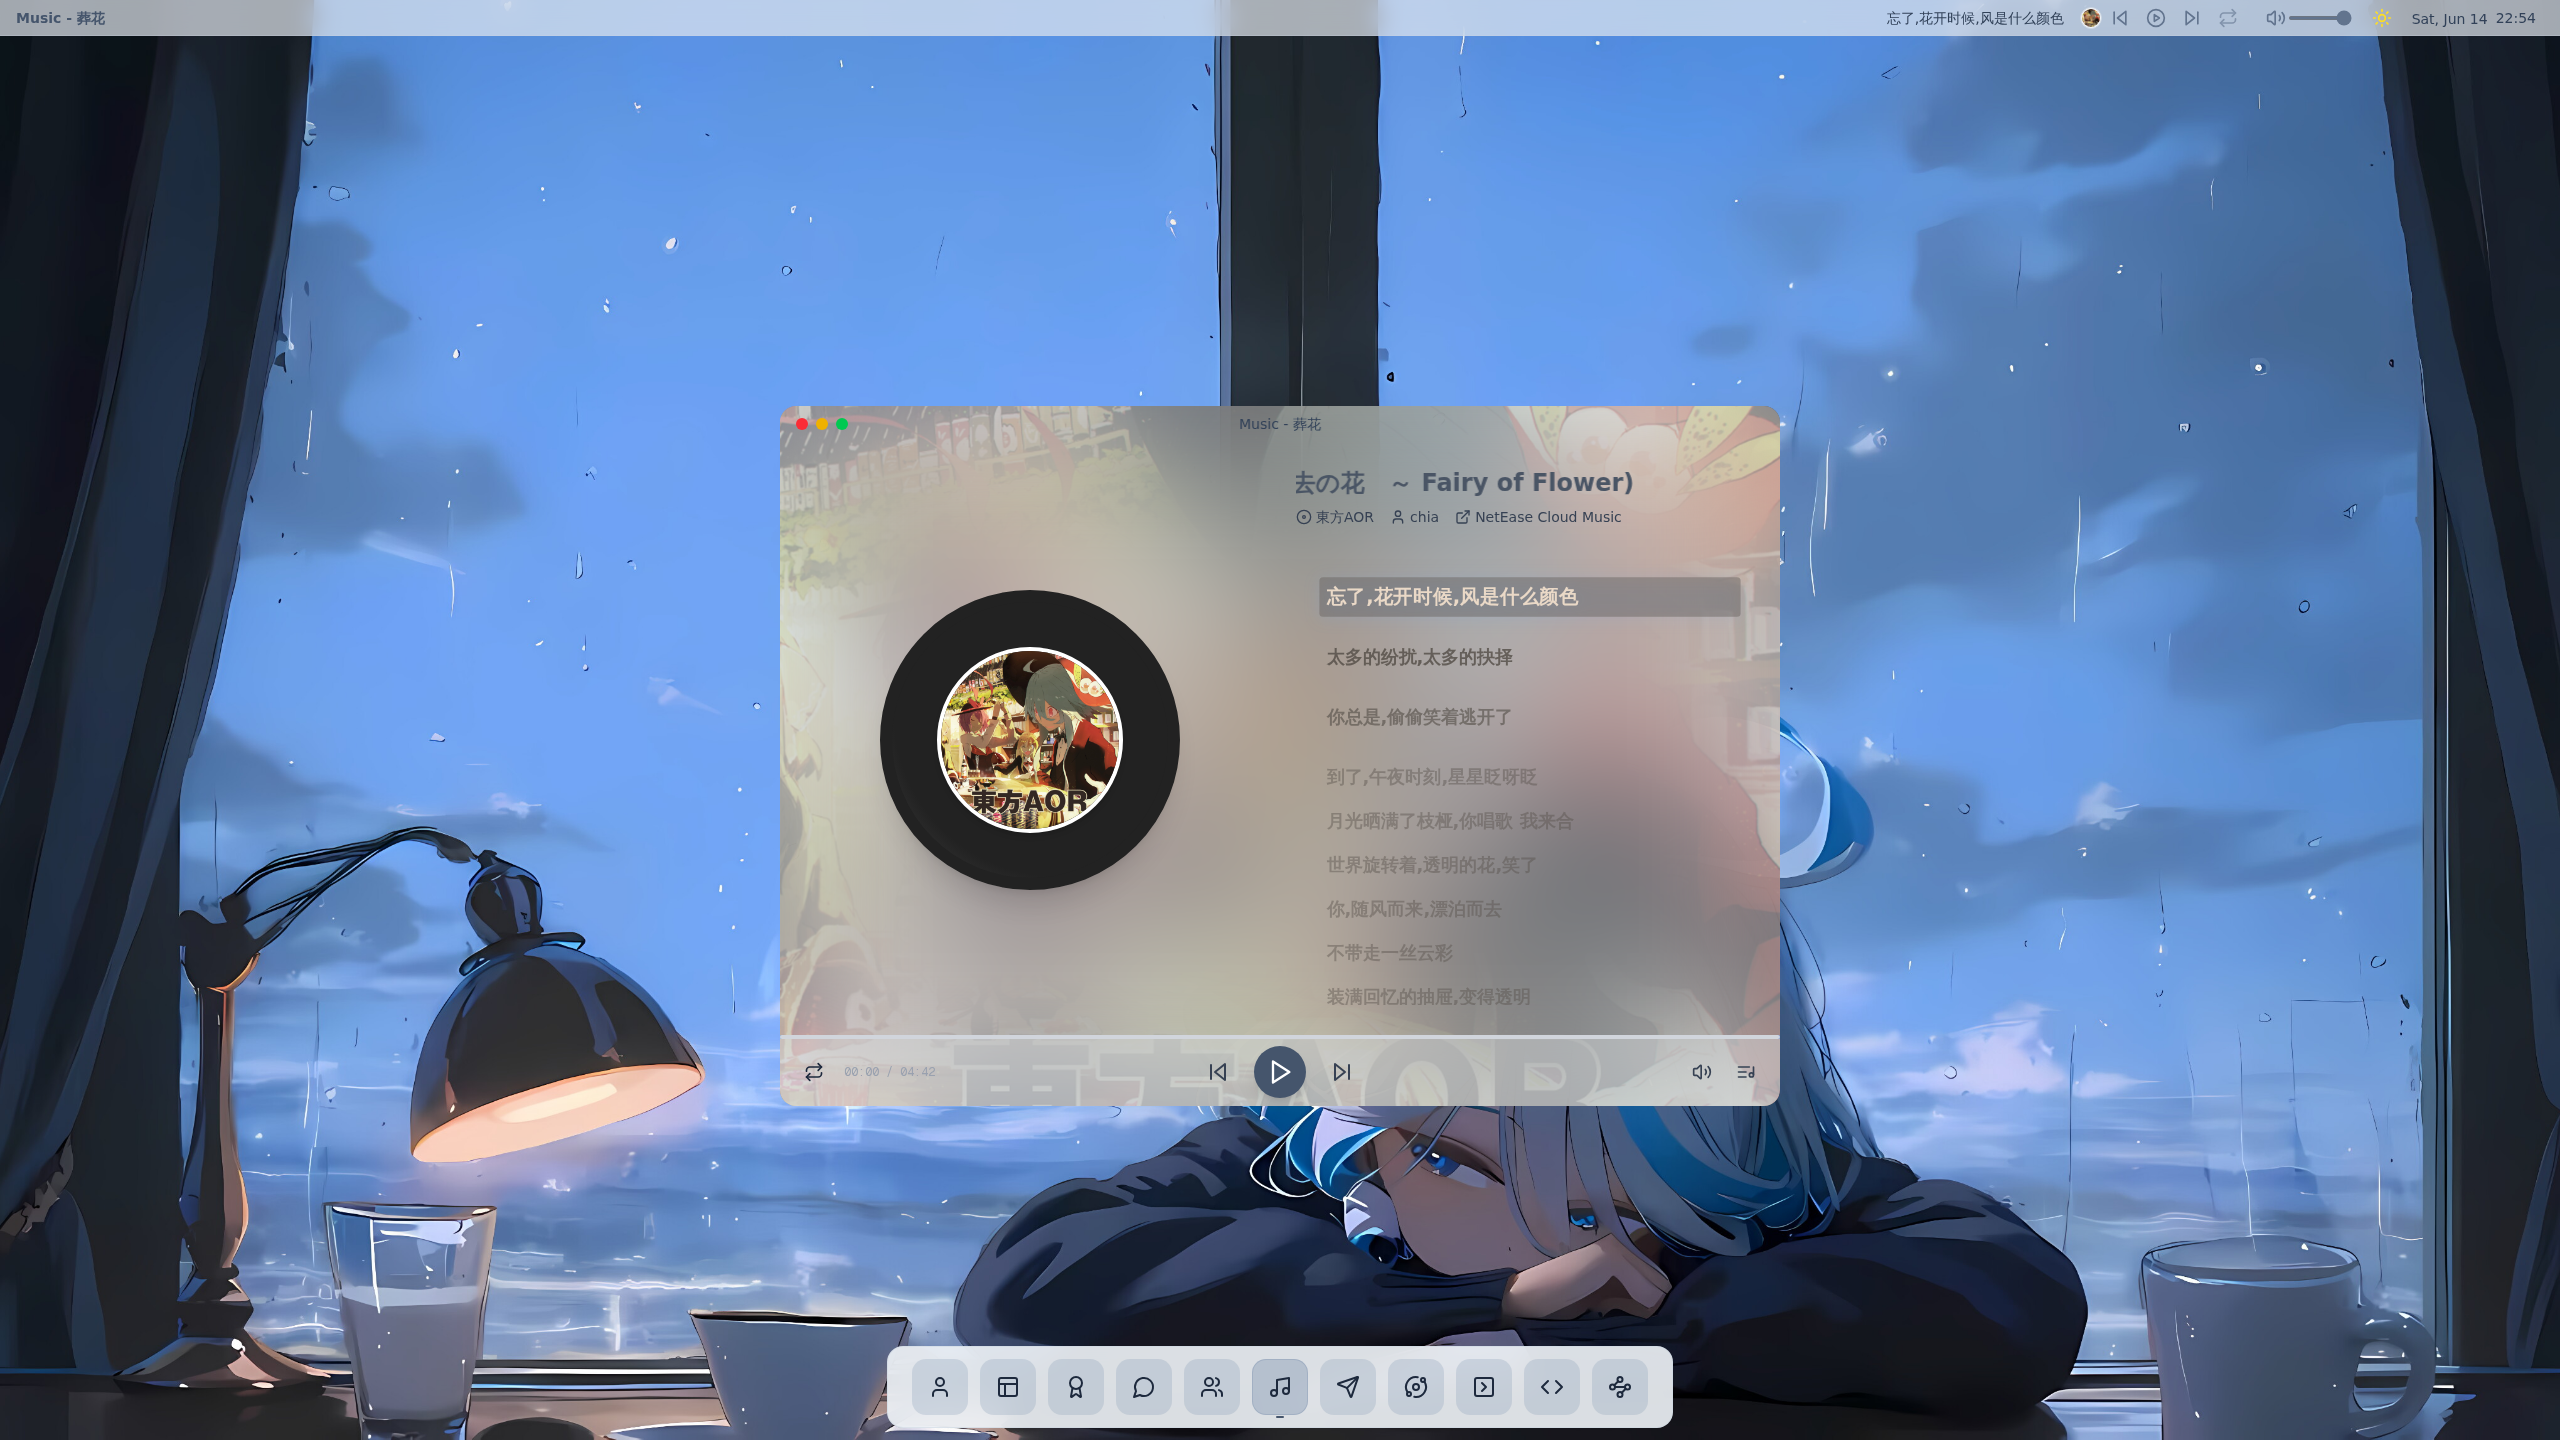 Music - 葬花
忘了,花开时候,风是什么颜色
Sat, Jun 14 22:54
Music - 葬花
去の花　~ Fairy of Flower)
東方AOR chia NetEase Cloud Music
忘了,花开时候,风是什么颜色
太多的纷扰,太多的抉择
你总是,偷偷笑着逃开了
到了,午夜时刻,星星眨呀眨
月光晒满了枝桠,你唱歌 我来合
世界旋转着,透明的花,笑了
你,随风而来,漂泊而去
不带走一丝云彩
装满回忆的抽屉,变得透明
東方AOR
00:00 / 04:42
東方AOR